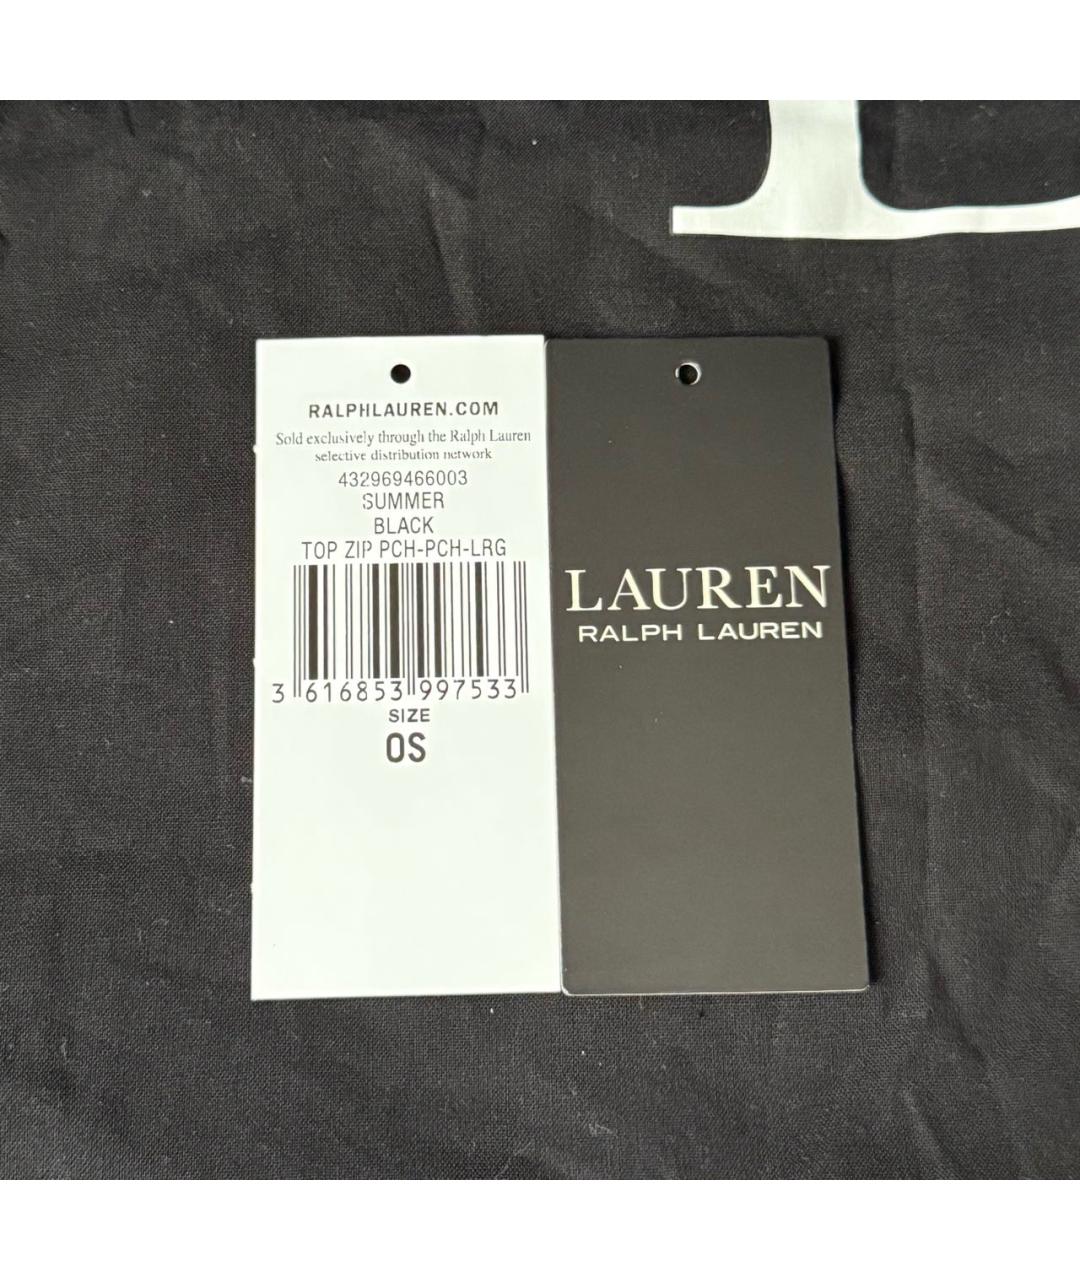 RALPHLAUREN.COM
Sold exclusively through the Ralph Lauren
selective distribution network
432969466003
SUMMER
BLACK
TOP ZIP PCH-PCH-LRG
3 616853 997533
SIZE
OS
LAUREN
RALPH LAUREN